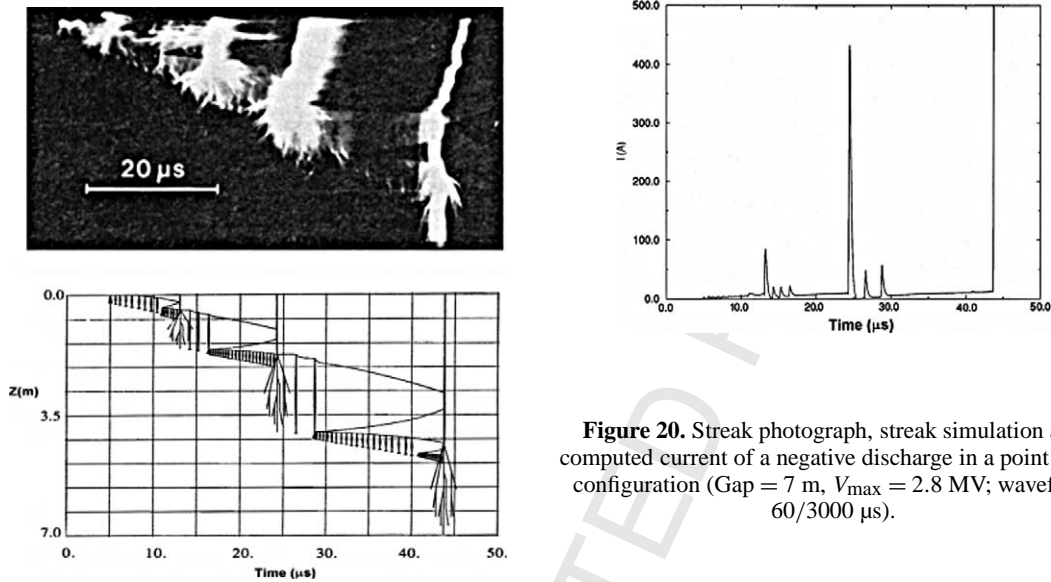 20 µs
0.0
Z(m)
3.5
7.0
0. 10. 20. 30. 40. 50.
Time (µs)
500.0
400.0
300.0
I (A)
200.0
100.0
0.0
0.0 10.0 20.0 30.0 40.0 50.0
Time (µs)
Figure 20. Streak photograph, streak simulation
computed current of a negative discharge in a point
configuration (Gap = 7 m, Vmax = 2.8 MV;
60/3000 µs).